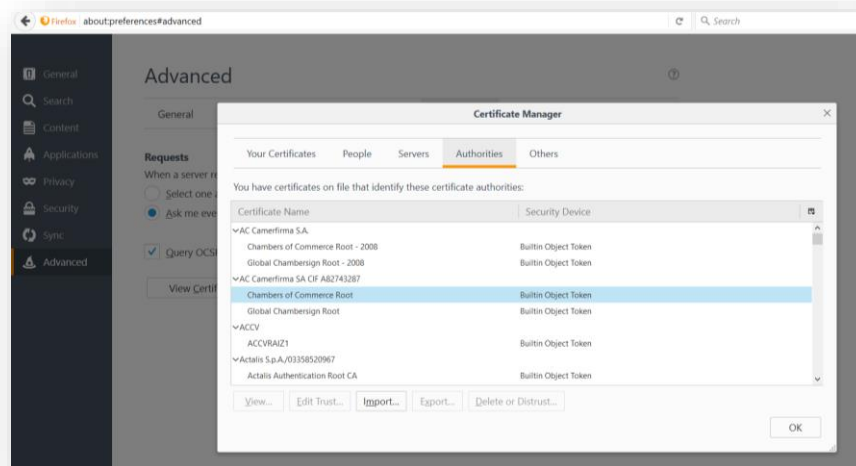 Firefox about:preferences#advanced Search
General
Search
Content
Applications
Privacy
Security
Sync
Advanced
Advanced
General
Requests
When a server re
Select one a
Ask me eve
Query OCSP
View Certif
Certificate Manager
Your Certificates People Servers Authorities Others
You have certificates on file that identify these certificate authorities:
Certificate Name Security Device
AC Camerfirma S.A.
Chambers of Commerce Root - 2008 Builtin Object Token
Global Chambersign Root - 2008 Builtin Object Token
AC Camerfirma SA CIF A82743287
Chambers of Commerce Root Builtin Object Token
Global Chambersign Root Builtin Object Token
ACCV
ACCVRAIZ1 Builtin Object Token
Actalis S.p.A./03358520967
Actalis Authentication Root CA Builtin Object Token
View... Edit Trust... Import... Export... Delete or Distrust...
OK